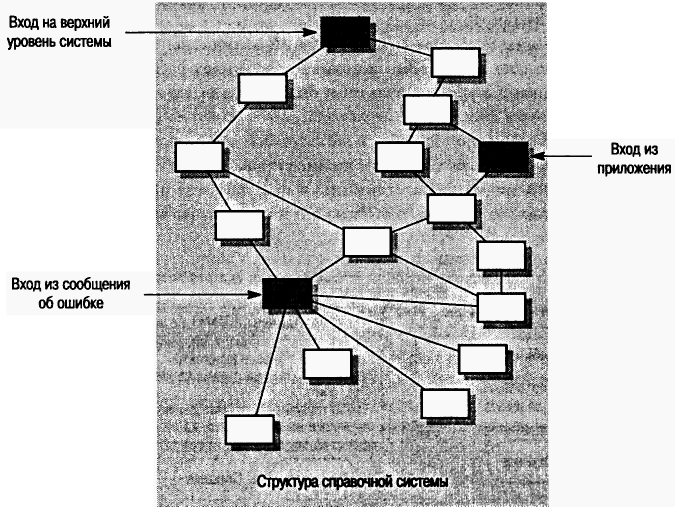 Вход на верхний
уровень системы
Вход из
приложения
Вход из сообщения
об ошибке
Структура справочной системы